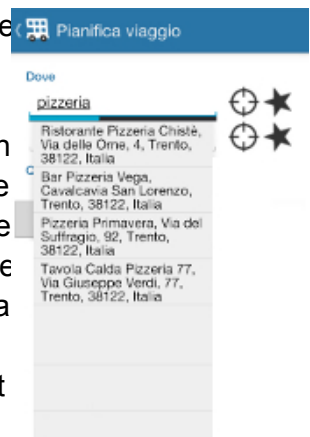 Pianifica viaggio
Dove
pizzeria
Ristorante Pizzeria Chistè,
Via delle Orne, 4, Trento,
38122, Italia
Bar Pizzeria Vega,
Cavalcavia San Lorenzo,
Trento, 38122, Italia
Pizzeria Primavera, Via del
Suffragio, 92, Trento,
38122, Italia
Tavola Calda Pizzeria 77,
Via Giuseppe Verdi, 77,
Trento, 38122, Italia